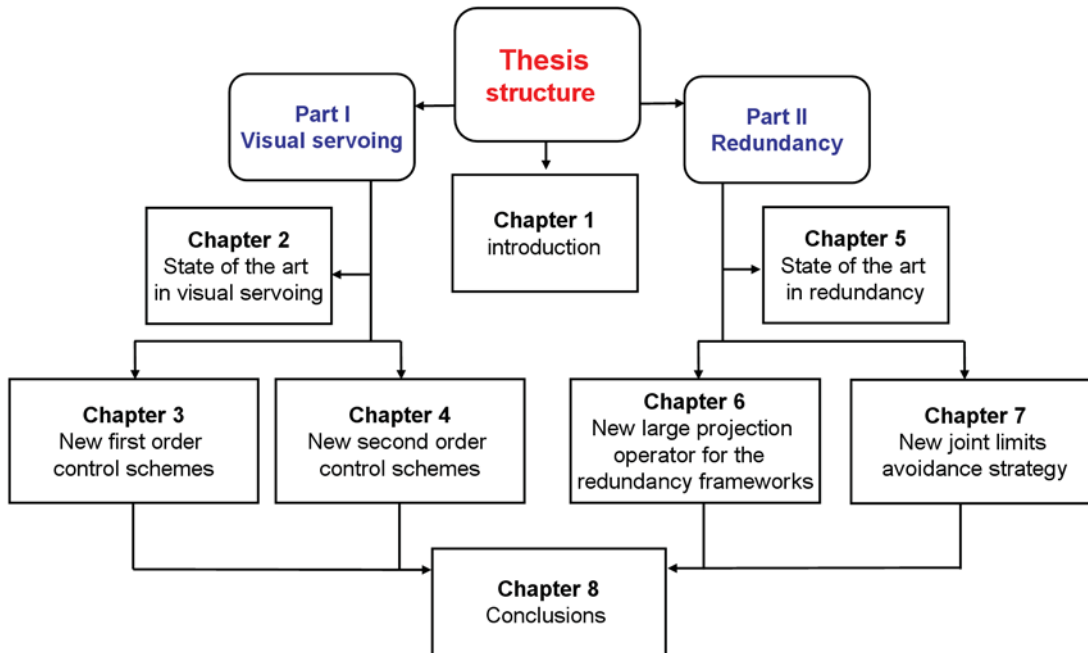 Thesis
structure
Part I
Visual servoing
Part II
Redundancy
Chapter 1
introduction
Chapter 2
State of the art
in visual servoing
Chapter 5
State of the art
in redundancy
Chapter 3
New first order
control schemes
Chapter 4
New second order
control schemes
Chapter 6
New large projection
operator for the
redundancy frameworks
Chapter 7
New joint limits
avoidance strategy
Chapter 8
Conclusions